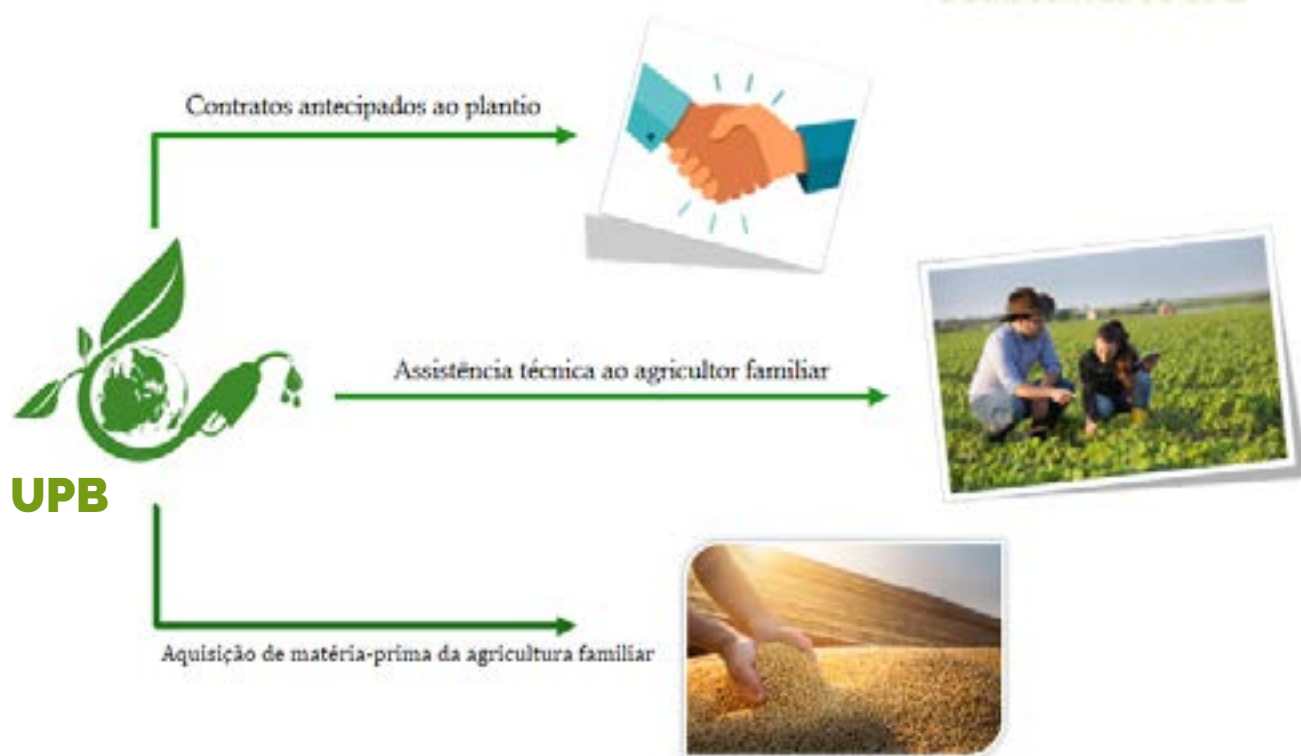 Contratos antecipados ao plantio
Assistência técnica ao agricultor familiar
UPB
Aquisição de matéria-prima da agricultura familiar